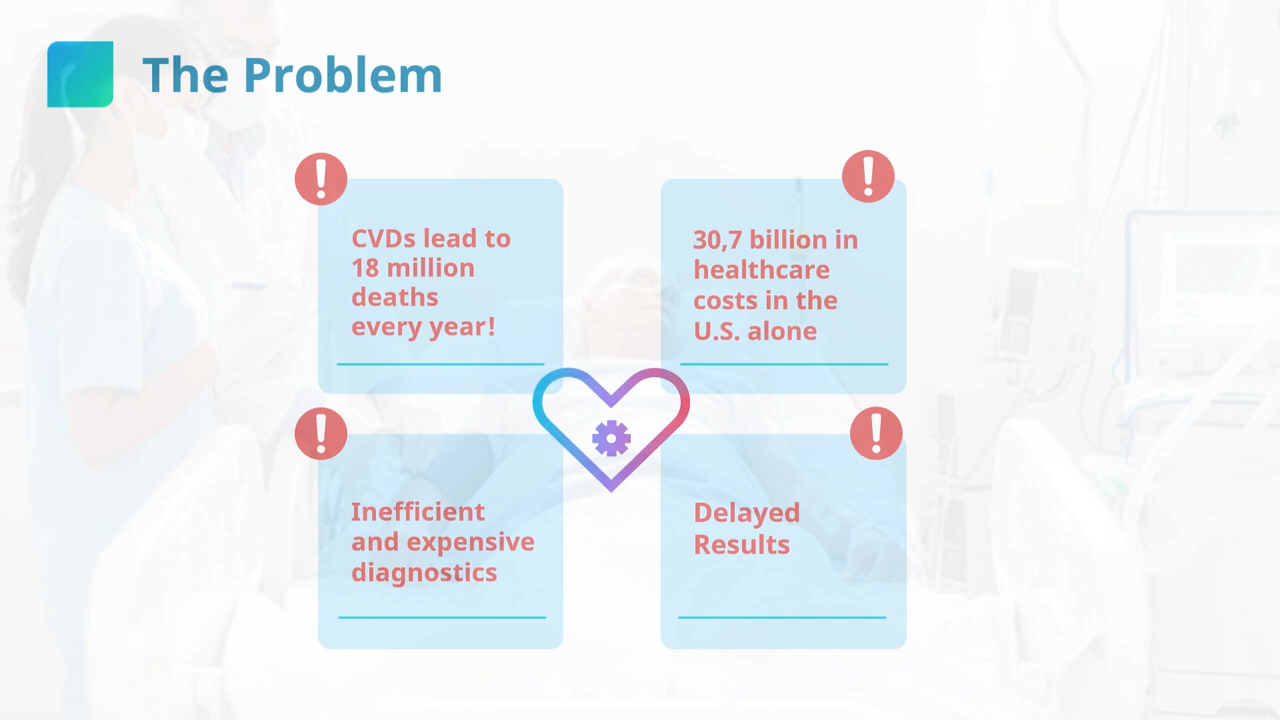 The Problem
CVDs lead to
18 million
deaths
every year!
30,7 billion in
healthcare
costs in the
U.S. alone
Inefficient
and expensive
diagnostics
Delayed
Results